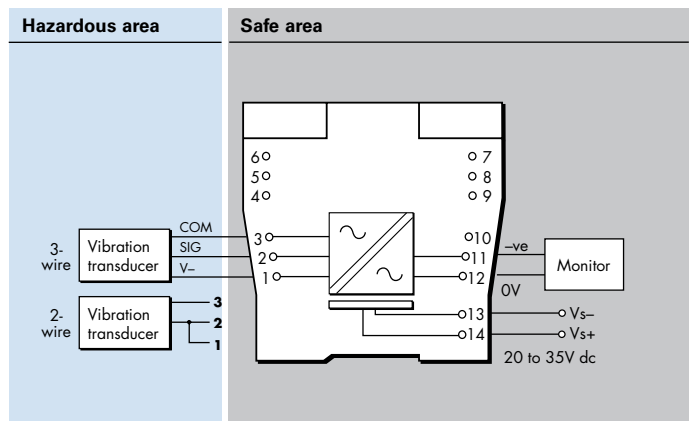 Hazardous area
Safe area
6
5
4
7
8
9
3-
wire
Vibration
transducer
COM
SIG
V–
3
2
1
10
11
12
–ve
0V
Monitor
2-
wire
Vibration
transducer
3
2
1
13
14
Vs–
Vs+
20 to 35V dc